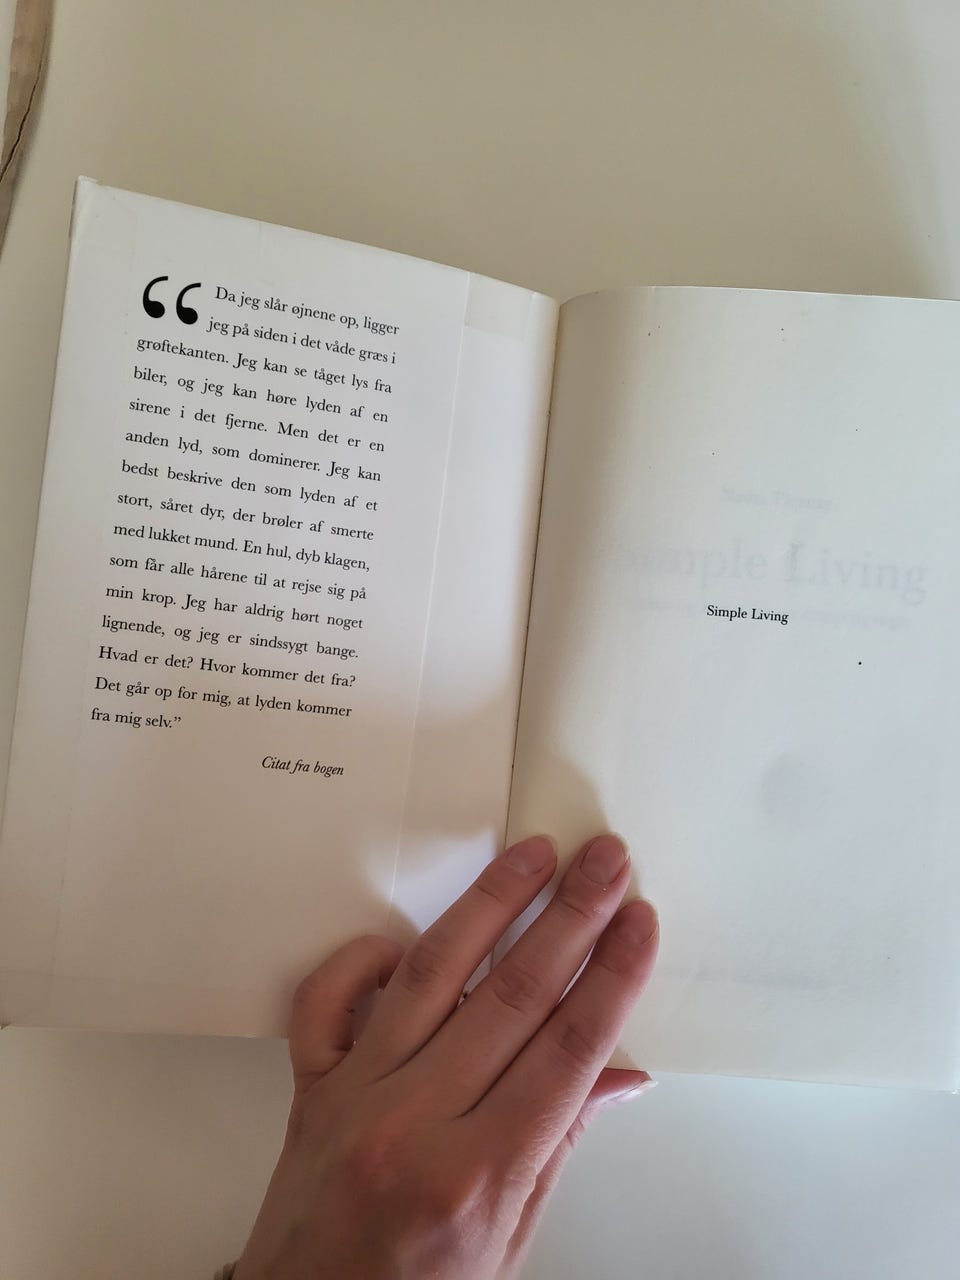 “ Da jeg slår øjnene op, ligger
jeg på siden i det våde græs i
grøftekanten. Jeg kan se tåget lys fra
biler, og jeg kan høre lyden af en
sirene i det fjerne. Men det er en
anden lyd, som dominerer. Jeg kan
bedst beskrive den som lyden af et
stort, såret dyr, der brøler af smerte
med lukket mund. En hul, dyb klagen,
som får alle hårene til at rejse sig på
min krop. Jeg har aldrig hørt noget
lignende, og jeg er sindssygt bange.
Hvad er det? Hvor kommer det fra?
Det går op for mig, at lyden kommer
fra mig selv.”
Citat fra bogen
Simple Living
Simple Living